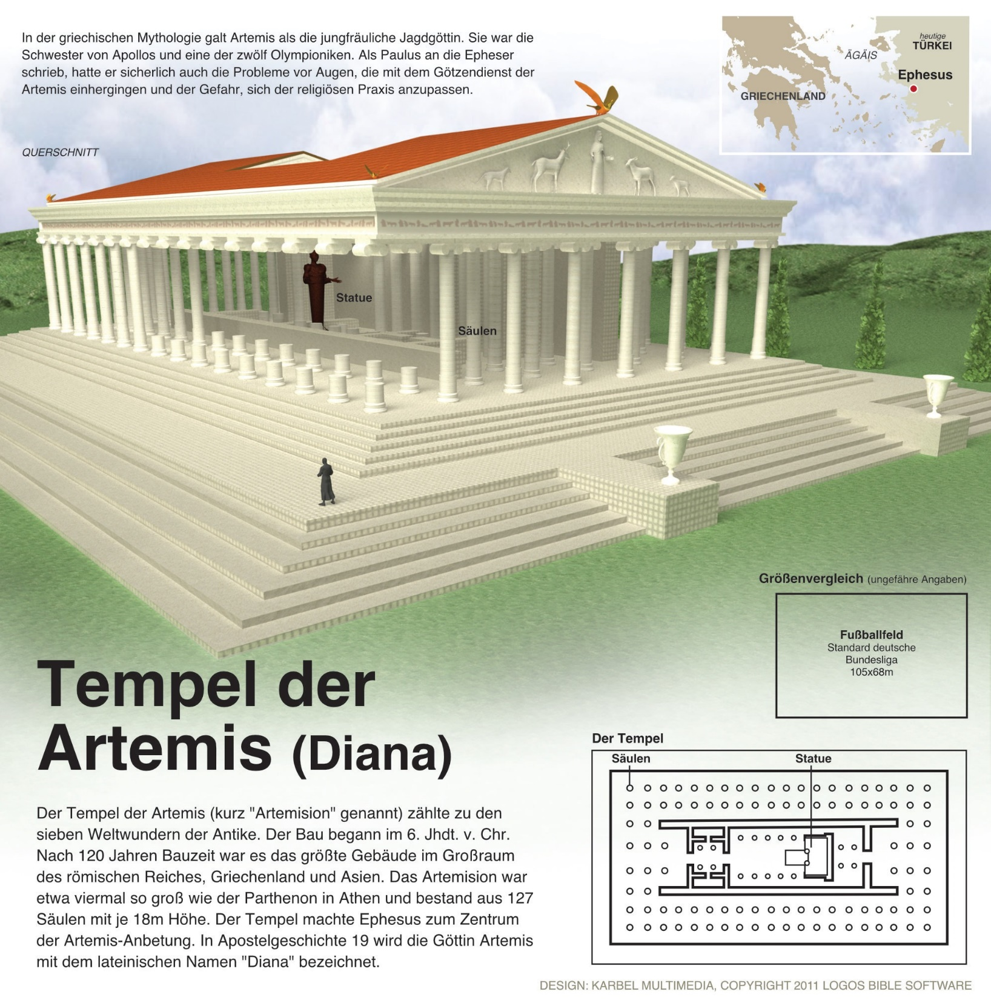 In der griechischen Mythologie galt Artemis als die jungfräuliche Jagdgöttin. Sie war die
Schwester von Apollos und eine der zwölf Olympioniken. Als Paulus an die Epheser
schrieb, hatte er sicherlich auch die Probleme vor Augen, die mit dem Götzendienst der
Artemis einhergingen und der Gefahr, sich der religiösen Praxis anzupassen.
heutige
TÜRKEI
ÄGÄIS
Ephesus
GRIECHENLAND
QUERSCHNITT
Statue
Säulen
Größenvergleich (ungefähre Angaben)
Fußballfeld
Standard deutsche
Bundesliga
105x68m
Tempel der
Artemis (Diana)
Der Tempel der Artemis (kurz "Artemision" genannt) zählte zu den
sieben Weltwundern der Antike. Der Bau begann im 6. Jhdt. v. Chr.
Nach 120 Jahren Bauzeit war es das größte Gebäude im Großraum
des römischen Reiches, Griechenland und Asien. Das Artemision war
etwa viermal so groß wie der Parthenon in Athen und bestand aus 127
Säulen mit je 18m Höhe. Der Tempel machte Ephesus zum Zentrum
der Artemis-Anbetung. In Apostelgeschichte 19 wird die Göttin Artemis
mit dem lateinischen Namen "Diana" bezeichnet.
Der Tempel
Säulen
Statue
DESIGN: KARBEL MULTIMEDIA, COPYRIGHT 2011 LOGOS BIBLE SOFTWARE